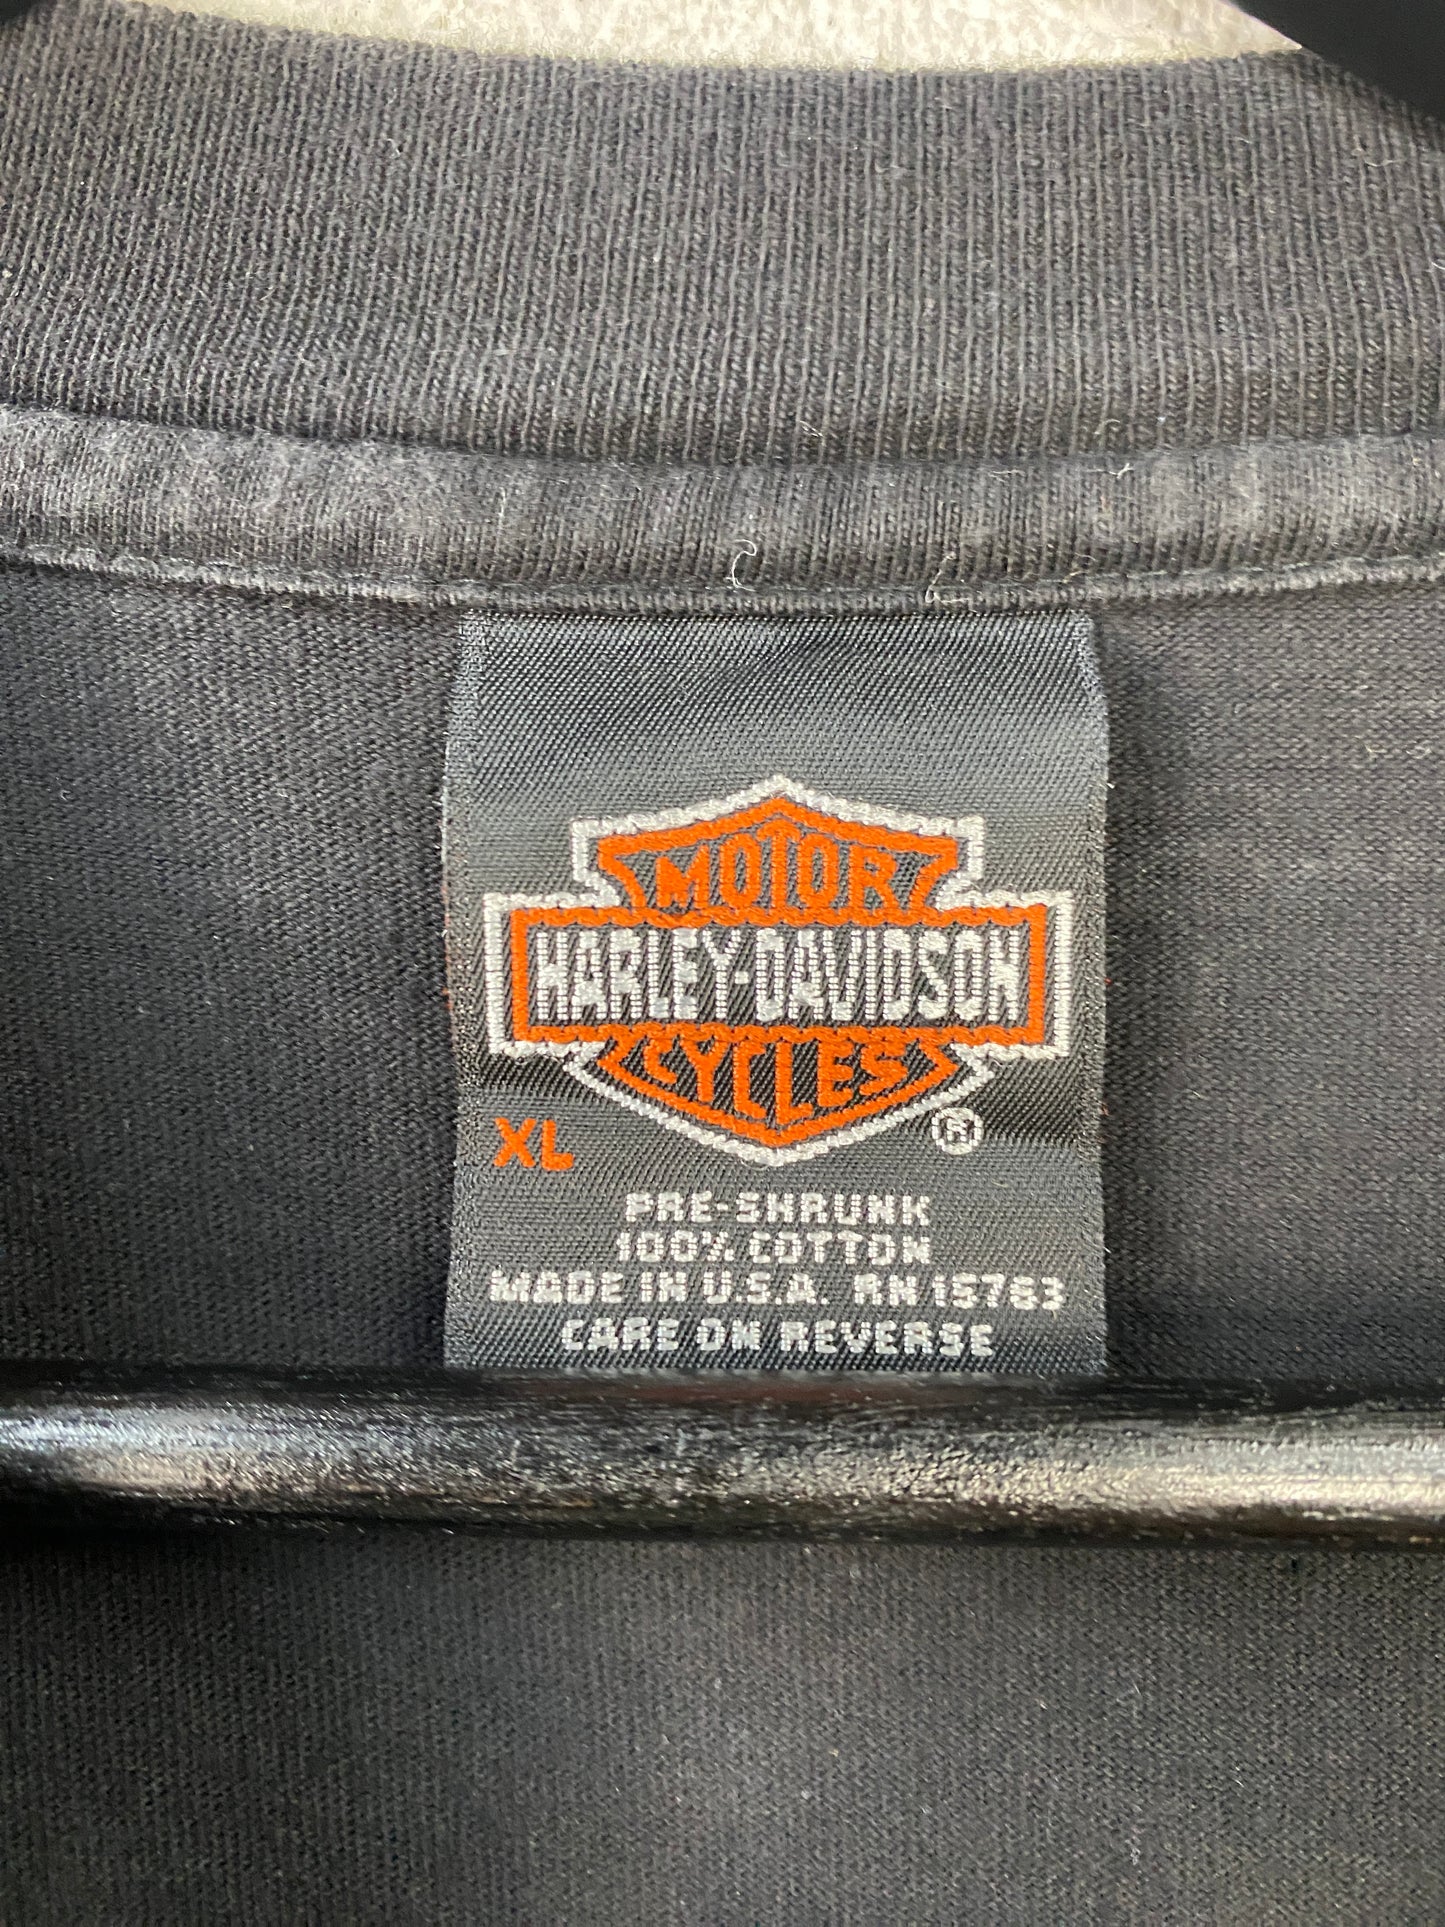 MOTOR
HARLEY-DAVIDSON
CYCLES
®
XL
PRE-SHRUNK
100% COTTON
MADE IN U.S.A. RN 15763
CARE ON REVERSE